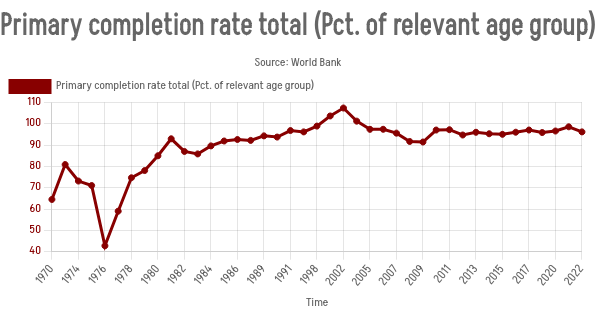 Primary completion rate total (Pct. of relevant age group)
Source: World Bank
Primary completion rate total (Pct. of relevant age group)
110
100
90
80
70
60
50
40
1970 1974 1976 1978 1980 1982 1984 1986 1989 1991 1998 2002 2005 2007 2009 2011 2013 2015 2017 2020 2022
Time